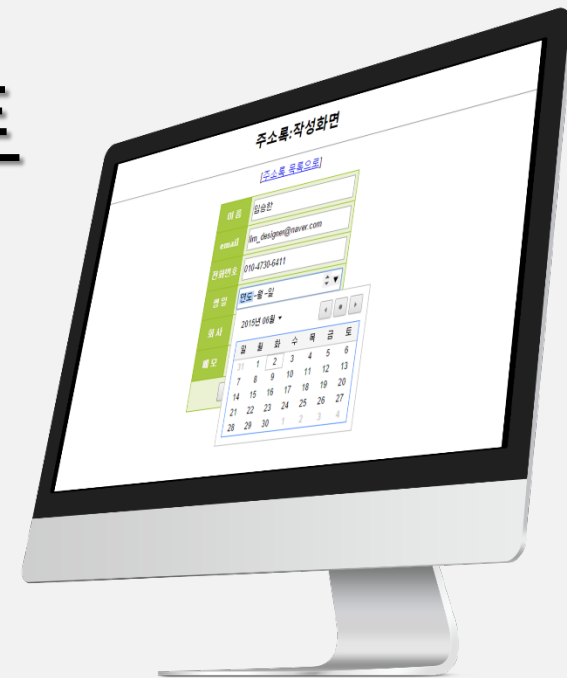 주소록:작성화면
[주소록 목록으로]
이 름 임승한
email lim_designer@naver.com
전화번호 010-4730-6411
생 일 연도-월-일
회 사 2015년 06월
메 모
일 월 화 수 목 금 토
31 1 2 3 4 5 6
7 8 9 10 11 12 13
14 15 16 17 18 19 20
21 22 23 24 25 26 27
28 29 30 1 2 3 4